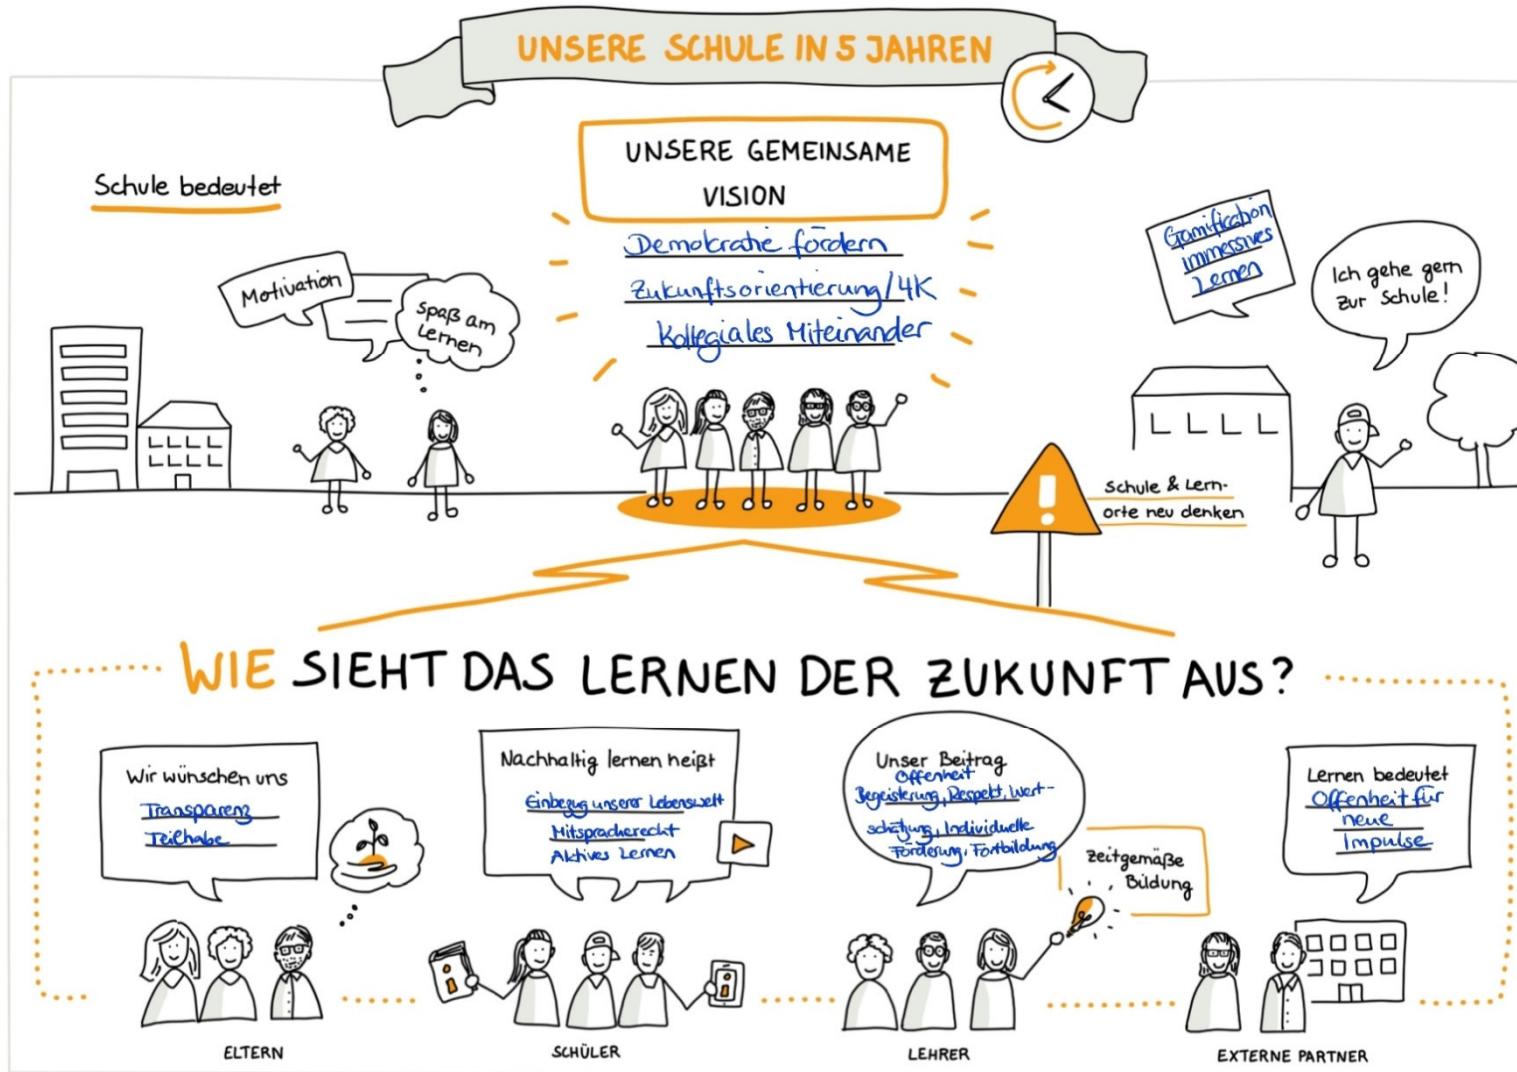 UNSERE SCHULE IN 5 JAHREN
UNSERE GEMEINSAME
VISION
Demokratie fördern
Zukunftsorientierung/4K
Kollegiales Miteinander
Schule bedeutet
Motivation
Spaß am
Lernen
Gamification
immersives
Lernen
Ich gehe gern
zur Schule!
Schule & Lern-
orte neu denken
WIE SIEHT DAS LERNEN DER ZUKUNFT AUS?
Wir wünschen uns
Transparenz
Teilhabe
ELTERN
Nachhaltig lernen heißt
Einbezug unserer Lebenswelt
Mitspracherecht
Aktives Lernen
SCHÜLER
Unser Beitrag
Offenheit
Begeisterung, Respekt, Wert-
schätzung, Individuelle
Förderung, Fortbildung
Zeitgemäße
Bildung
LEHRER
Lernen bedeutet
Offenheit für
neue
Impulse
EXTERNE PARTNER